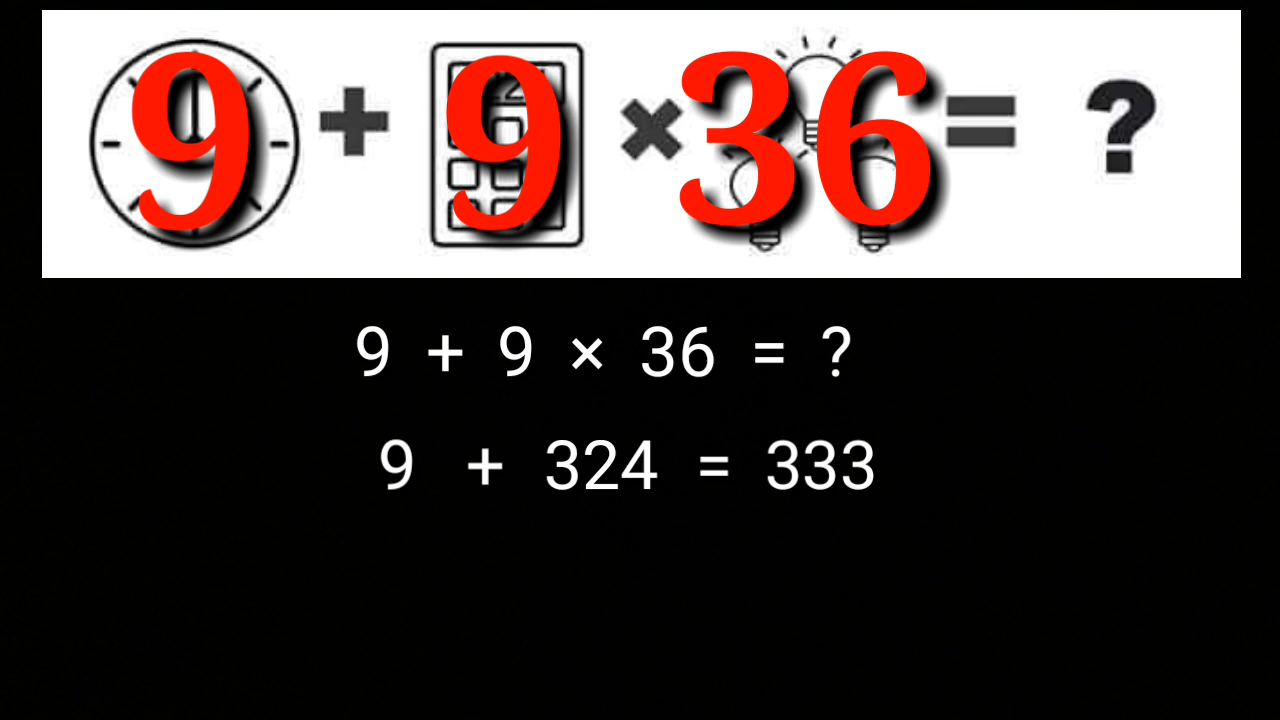 9 + 9 × 36 = ?
9 + 9 × 36 = ?
9 + 324 = 333